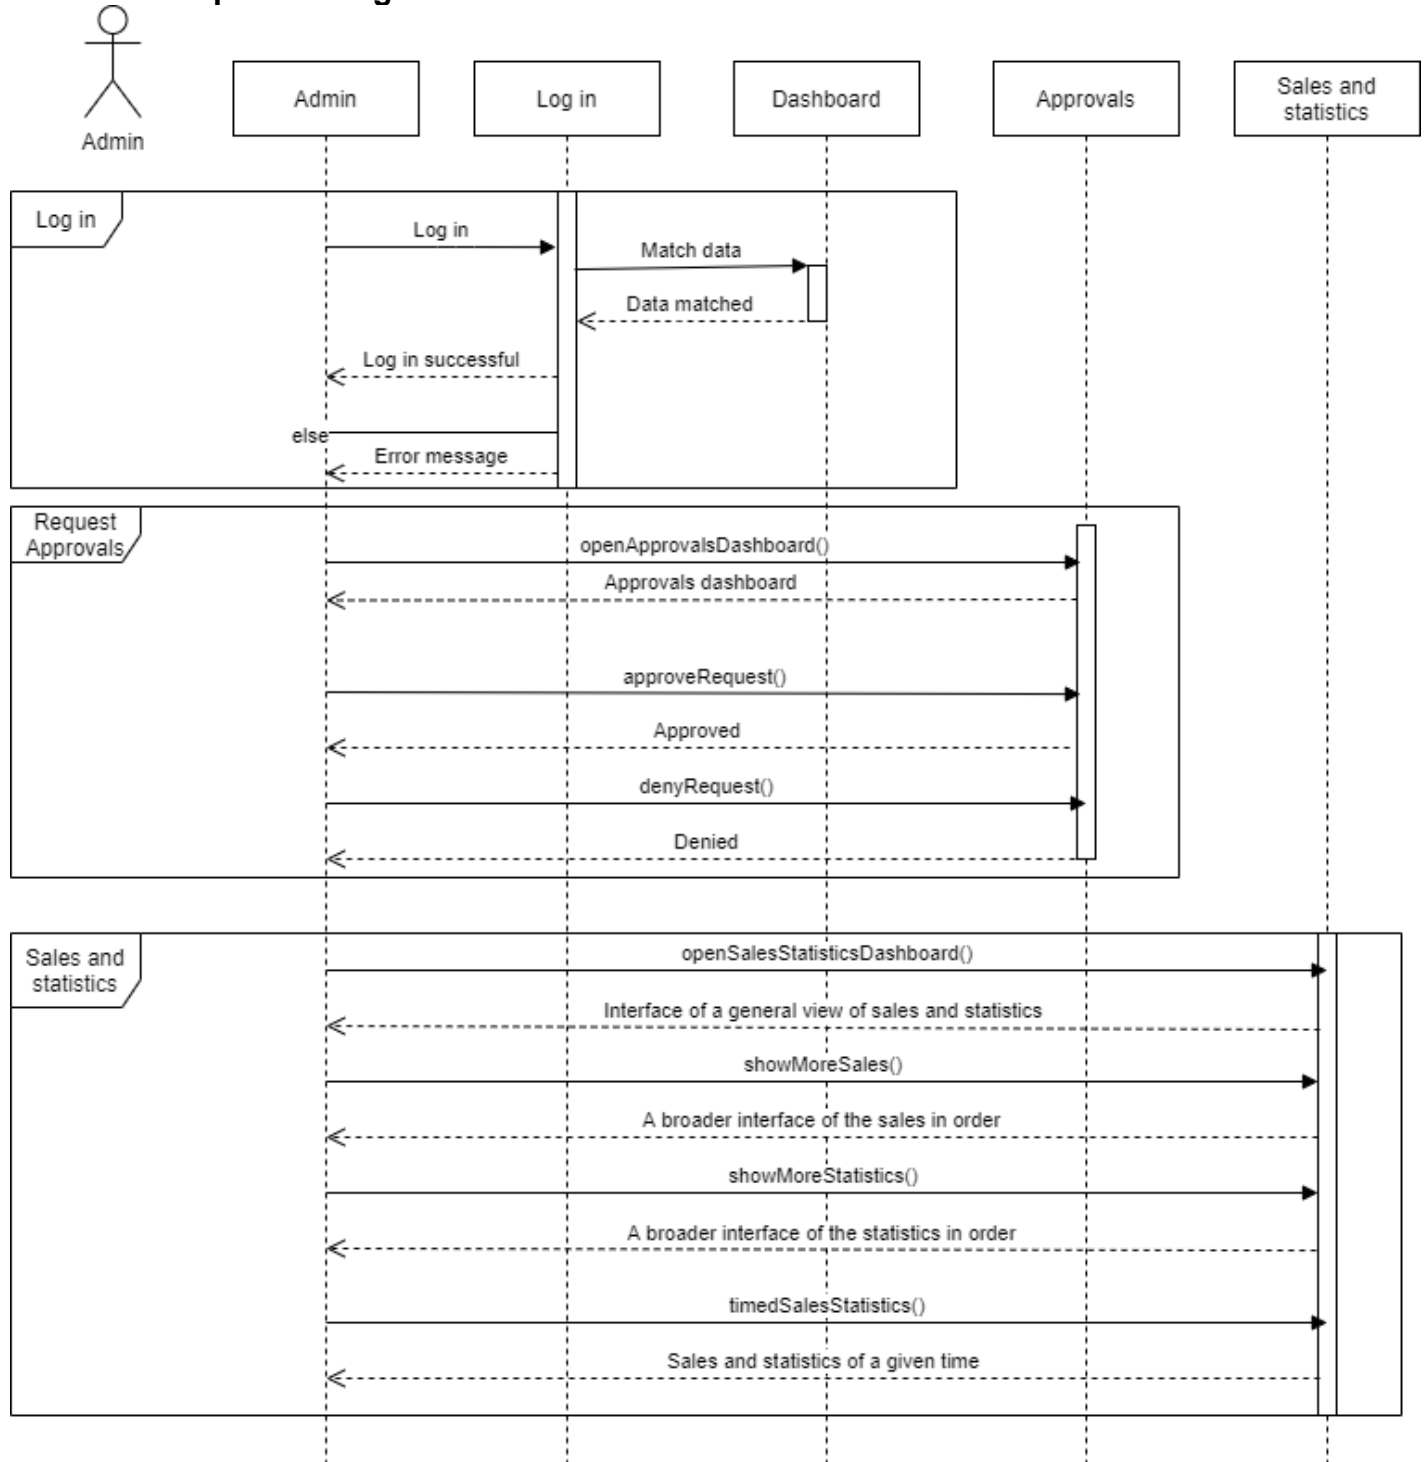 Admin
Admin
Log in
Dashboard
Approvals
Sales and
statistics
Log in
Log in
Match data
Data matched
Log in successful
else
Error message
Request
Approvals
openApprovalsDashboard()
Approvals dashboard
approveRequest()
Approved
denyRequest()
Denied
Sales and
statistics
openSalesStatisticsDashboard()
Interface of a general view of sales and statistics
showMoreSales()
A broader interface of the sales in order
showMoreStatistics()
A broader interface of the statistics in order
timedSalesStatistics()
Sales and statistics of a given time